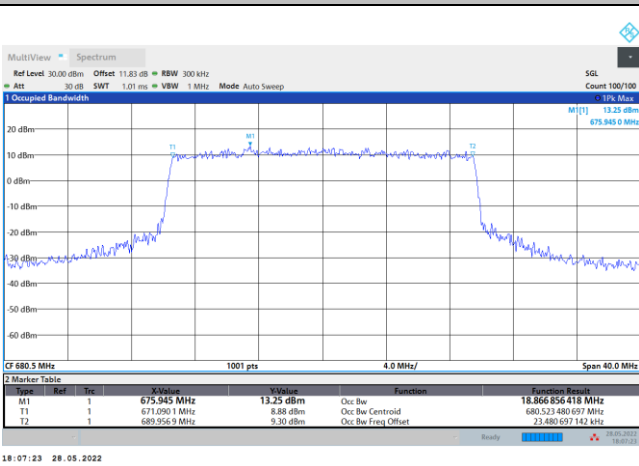 MultiView Spectrum
Ref Level 30.00 dBm Offset 11.83 dB RBW 300 kHz SGL
Att 30 dB SWT 1.01 ms VBW 1 MHz Mode Auto Sweep Count 100/100
1 Occupied Bandwidth 1Pk Max
M1[1] 13.25 dBm
675.945 0 MHz
20 dBm
M1
T1 T2
10 dBm
0 dBm
-10 dBm
-20 dBm
-30 dBm
-40 dBm
-50 dBm
-60 dBm
CF 680.5 MHz 1001 pts 4.0 MHz/ Span 40.0 MHz
2 Marker Table
Type Ref Trc X-Value Y-Value Function Function Result
M1 1 675.945 MHz 13.25 dBm Occ Bw 18.866 856 418 MHz
T1 1 671.090 1 MHz 8.88 dBm Occ Bw Centroid 680.523 480 697 MHz
T2 1 689.956 9 MHz 9.30 dBm Occ Bw Freq Offset 23.480 697 142 kHz
Ready 28.05.2022
18:07:23
18:07:23 28.05.2022